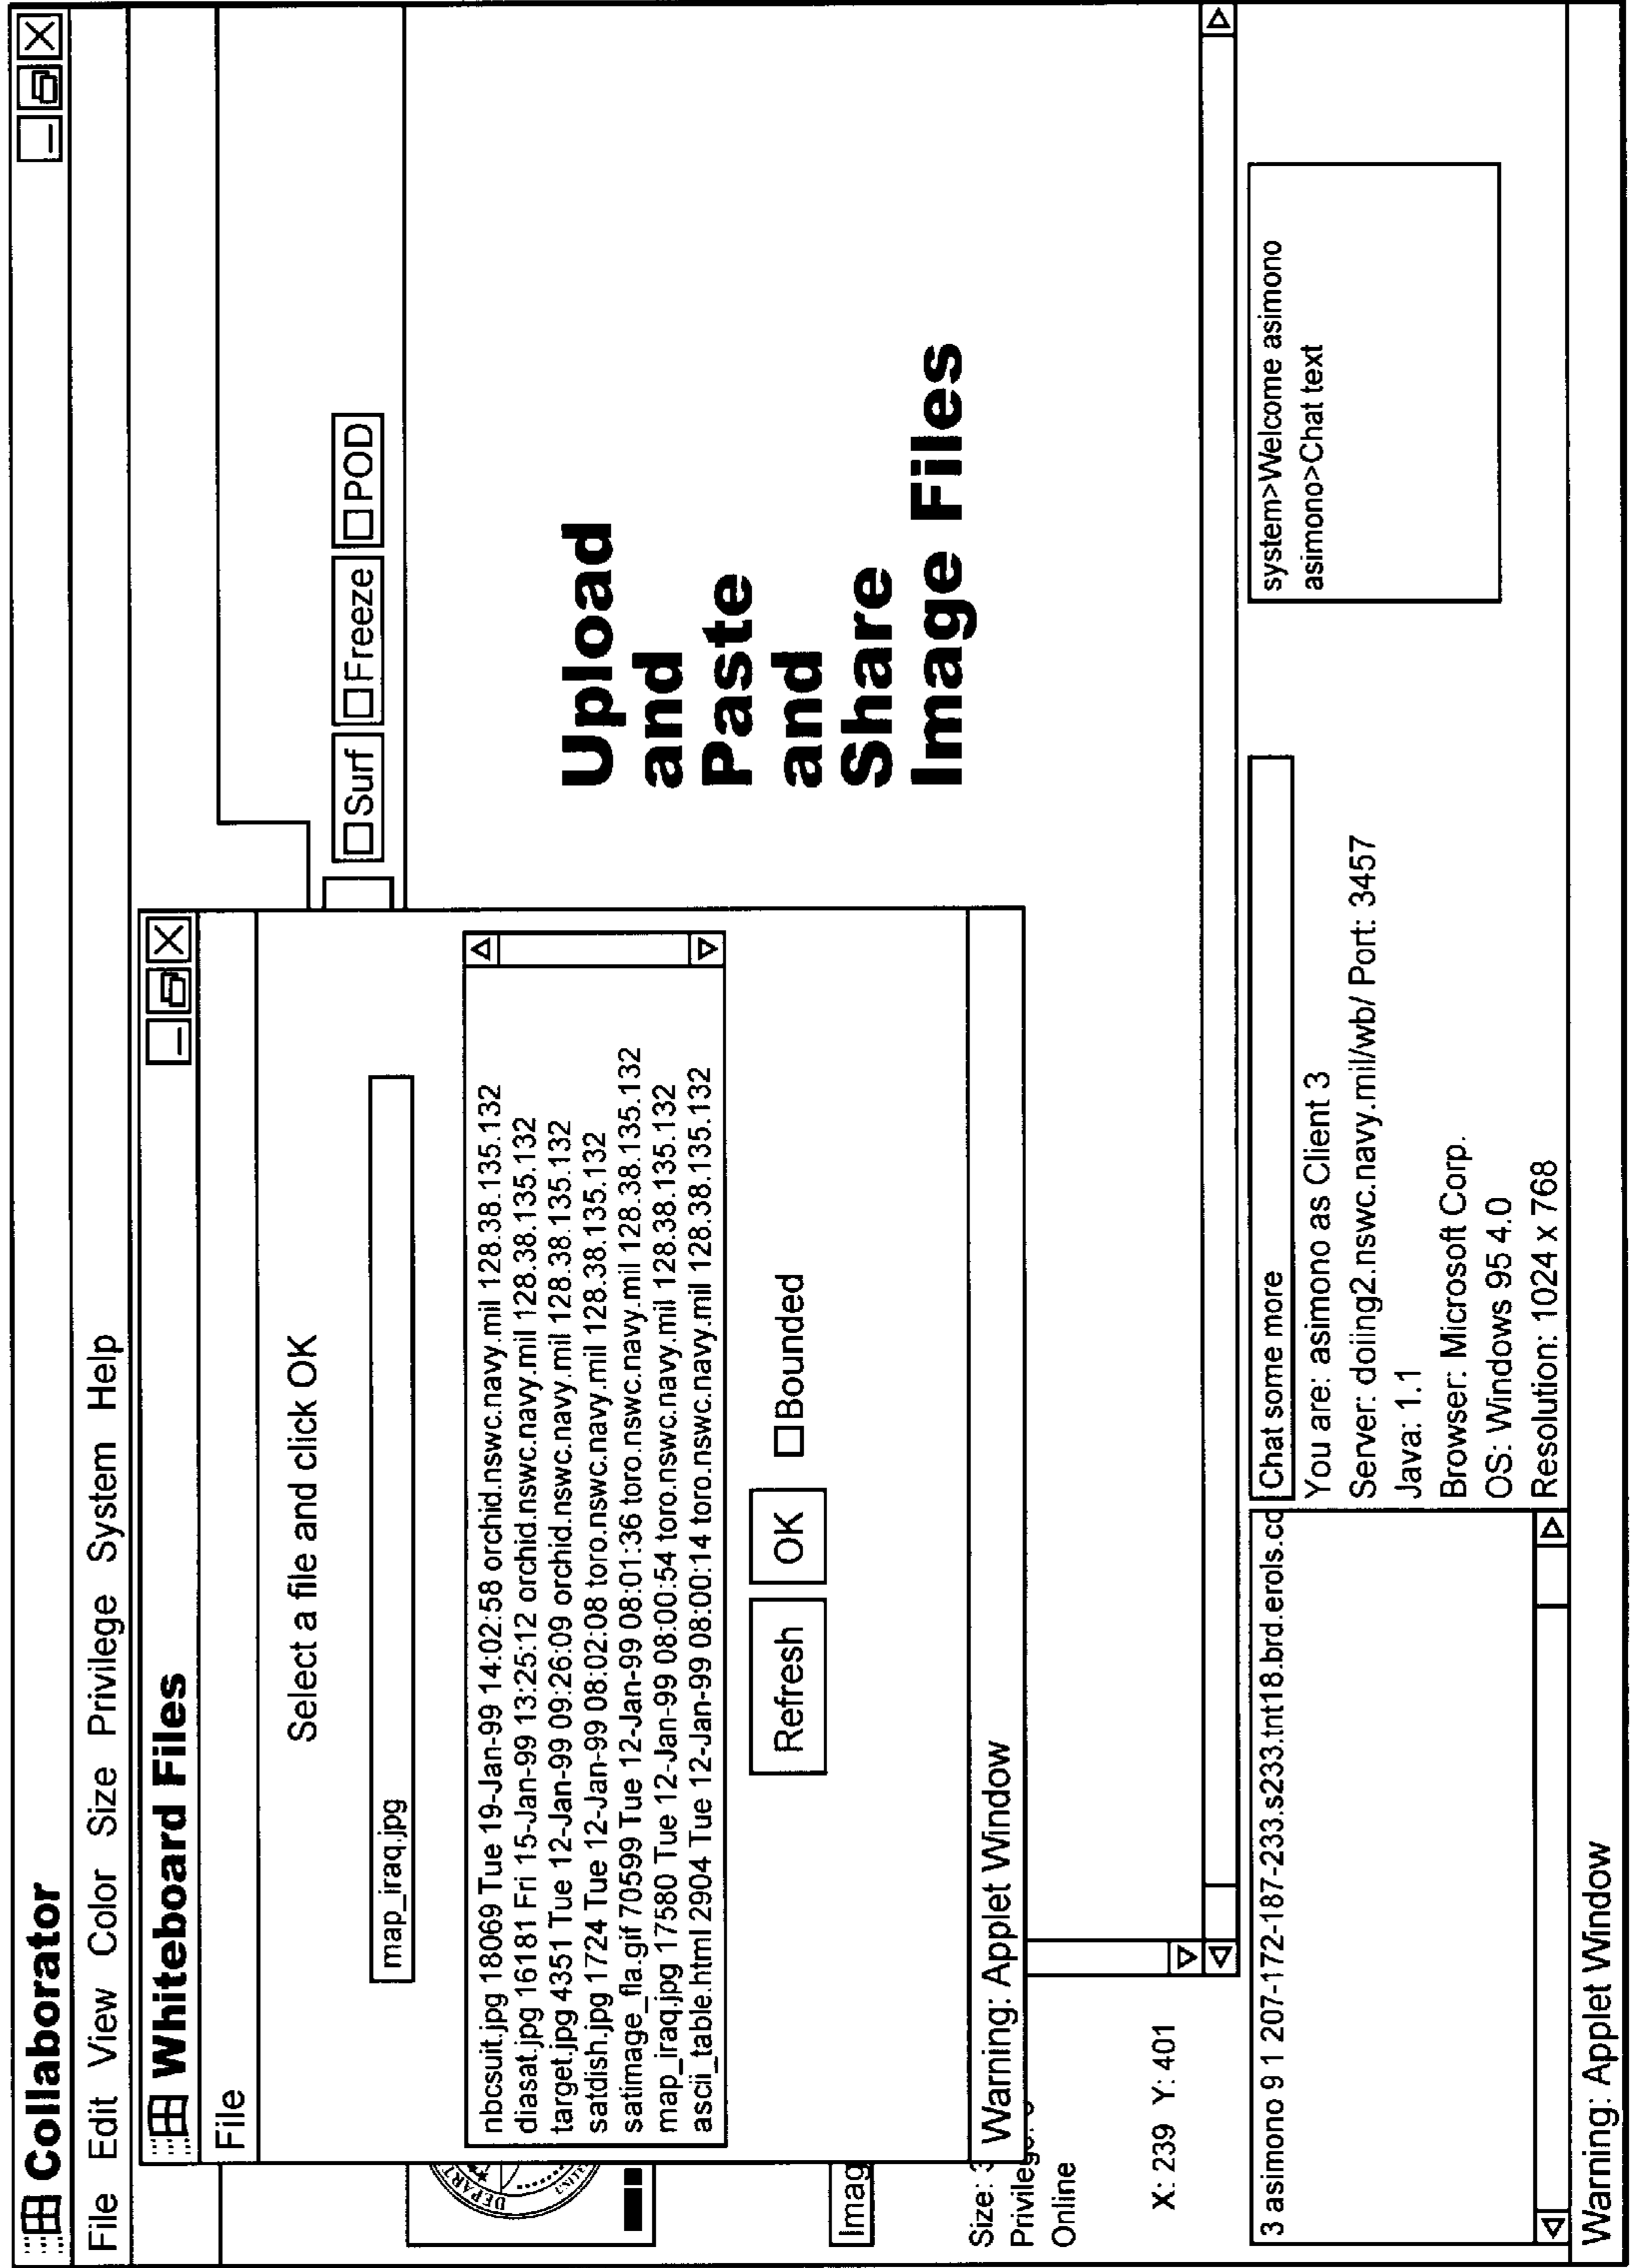 Collaborator
File Edit View Color Size Privilege System Help
Whiteboard Files
File
Select a file and click OK
map_iraq.jpg
nbcsuit.jpg 18069 Tue 19-Jan-99 14:02:58 orchid.nswc.navy.mil 128.38.135.132
diasat.jpg 16181 Fri 15-Jan-99 13:25:12 orchid.nswc.navy.mil 128.38.135.132
target.jpg 4351 Tue 12-Jan-99 09:26:09 orchid.nswc.navy.mil 128.38.135.132
satdish.jpg 1724 Tue 12-Jan-99 08:02:08 toro.nswc.navy.mil 128.38.135.132
satimage_fla.gif 70599 Tue 12-Jan-99 08:01:36 toro.nswc.navy.mil 128.38.135.132
map_iraq.jpg 17580 Tue 12-Jan-99 08:00:54 toro.nswc.navy.mil 128.38.135.132
ascii_table.html 2904 Tue 12-Jan-99 08:00:14 toro.nswc.navy.mil 128.38.135.132
Refresh OK Bounded
Warning: Applet Window
Surf Freeze POD
Upload
and
Paste
and
Share
Image Files
DEPART
Imag
Size: 3
Privileg
Online
X: 239 Y: 401
3 asimono 9 1 207-172-187-233.s233.tnt18.brd.erols.co
Chat some more
You are: asimono as Client 3
Server: doiing2.nswc.navy.mil/wb/ Port: 3457
Java: 1.1
Browser: Microsoft Corp.
OS: Windows 95 4.0
Resolution: 1024 x 768
system>Welcome asimono
asimono>Chat text
Warning: Applet Window